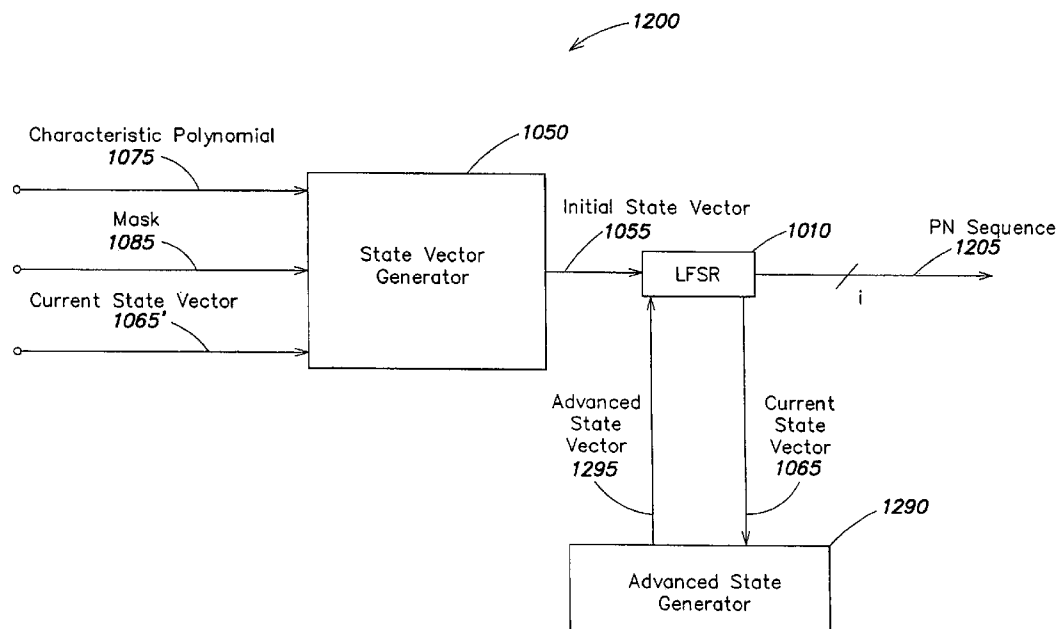 1200
Characteristic Polynomial
1075
1050
Mask
1085
State Vector
Generator
Initial State Vector
1055
1010
LFSR
PN Sequence
1205
i
Current State Vector
1065'
Advanced
State
Vector
1295
Current
State
Vector
1065
1290
Advanced State
Generator